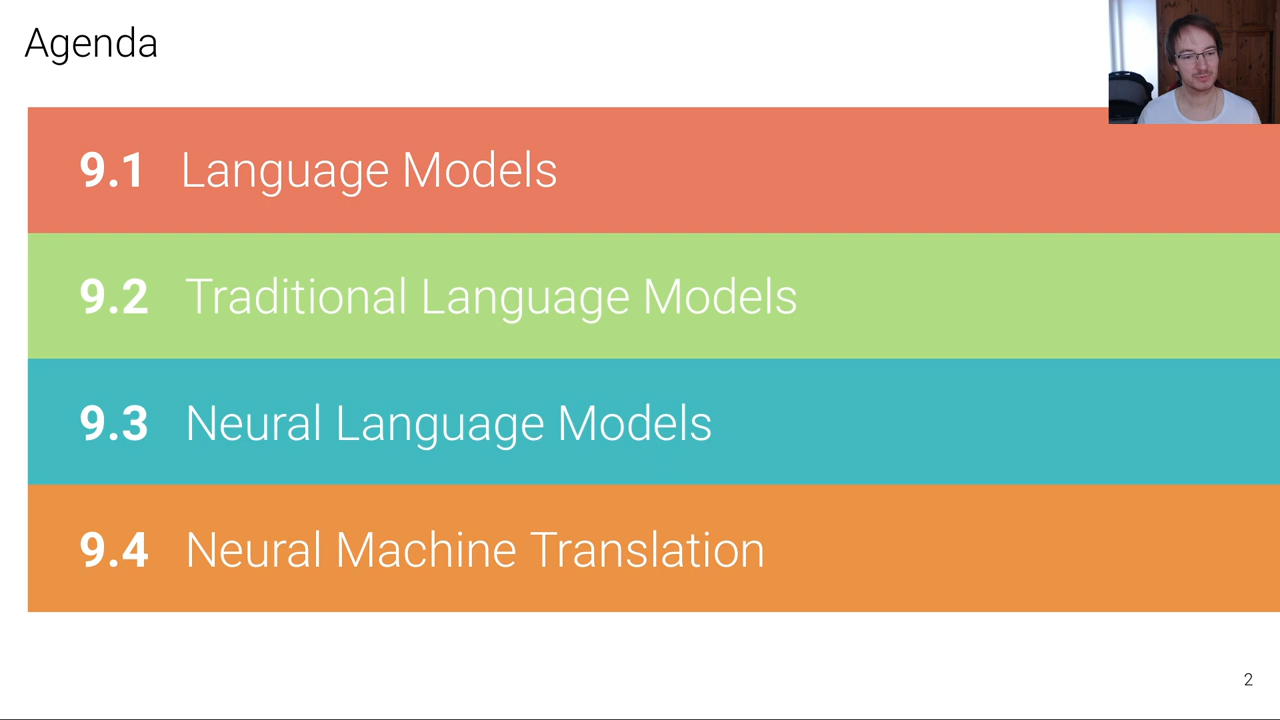 Agenda
9.1 Language Models
9.2 Traditional Language Models
9.3 Neural Language Models
9.4 Neural Machine Translation
2